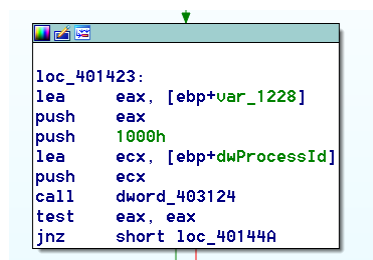 loc_401423:
lea eax, [ebp+var_1228]
push eax
push 1000h
lea ecx, [ebp+dwProcessId]
push ecx
call dword_403124
test eax, eax
jnz short loc_40144A